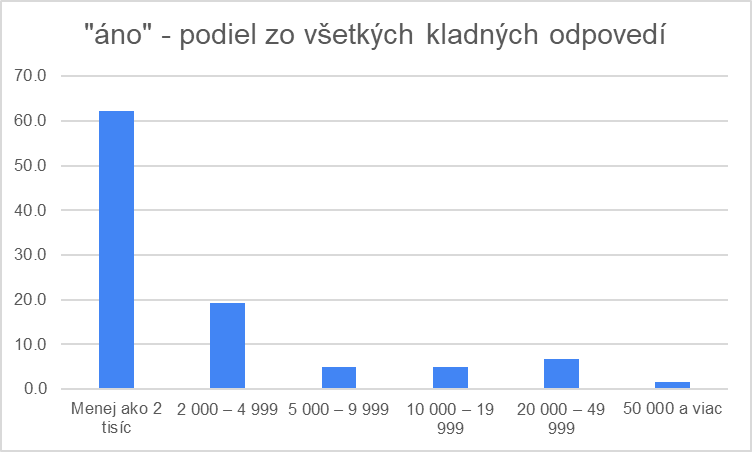 "áno" - podiel zo všetkých kladných odpovedí
70.0
60.0
50.0
40.0
30.0
20.0
10.0
0.0
Menej ako 2
tisíc
2 000 – 4 999
5 000 – 9 999
10 000 – 19
999
20 000 – 49
999
50 000 a viac